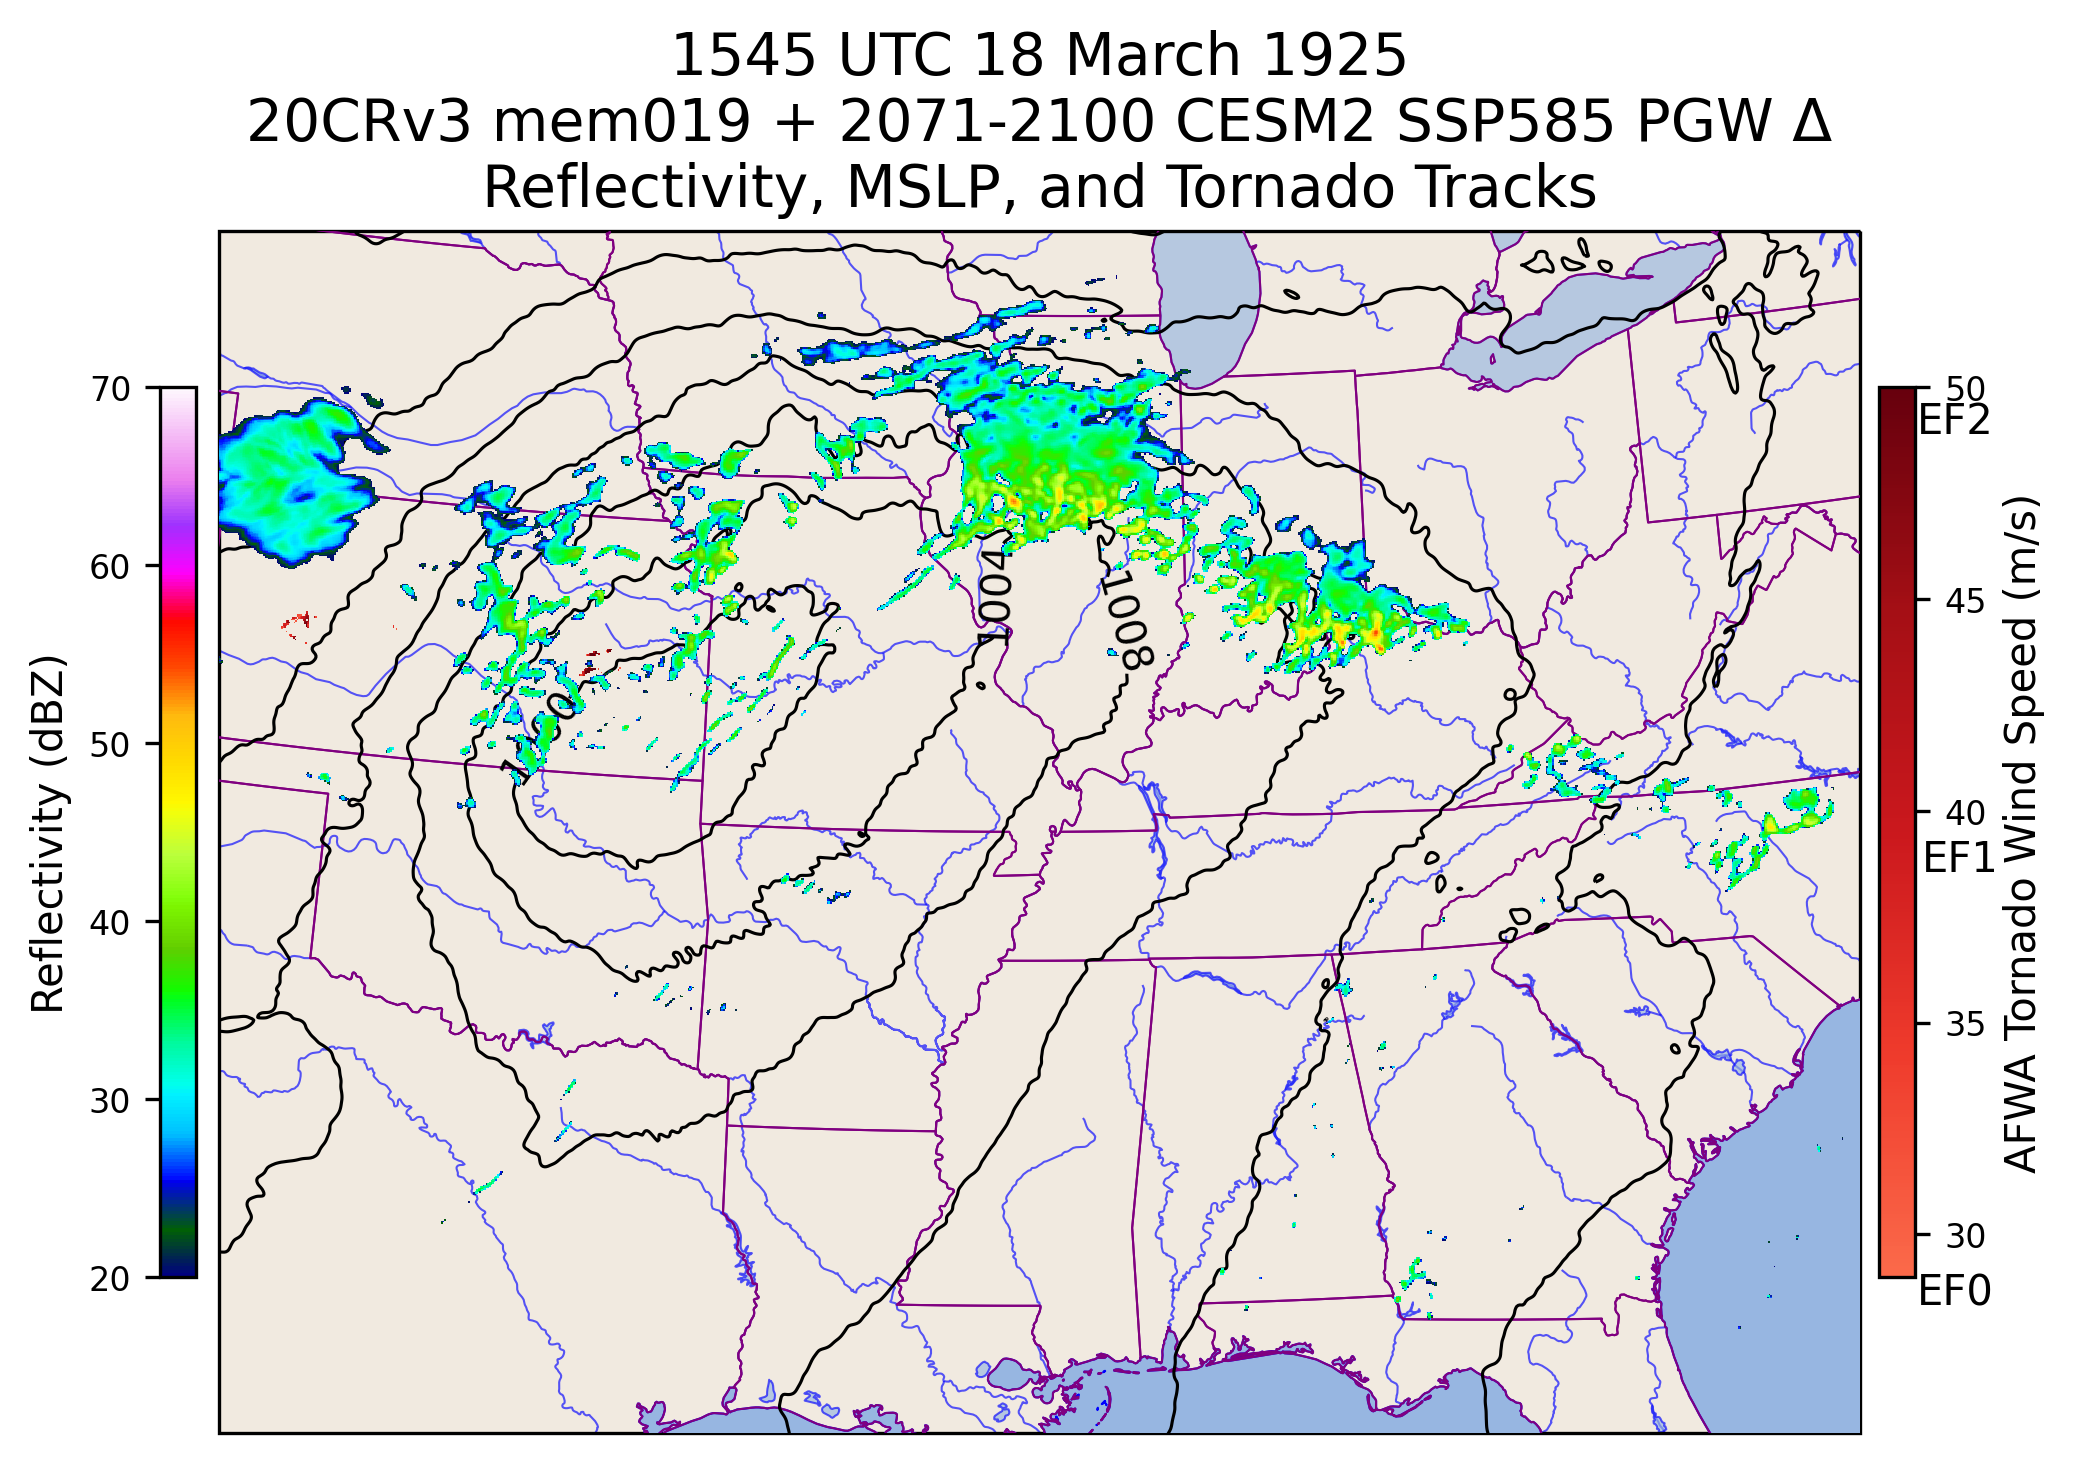 1545 UTC 18 March 1925
20CRv3 mem019 + 2071-2100 CESM2 SSP585 PGW Δ
Reflectivity, MSLP, and Tornado Tracks
70
60
50
40
30
20
Reflectivity (dBZ)
1004
1008
50
EF2
45
40
EF1
35
30
EF0
AFWA Tornado Wind Speed (m/s)